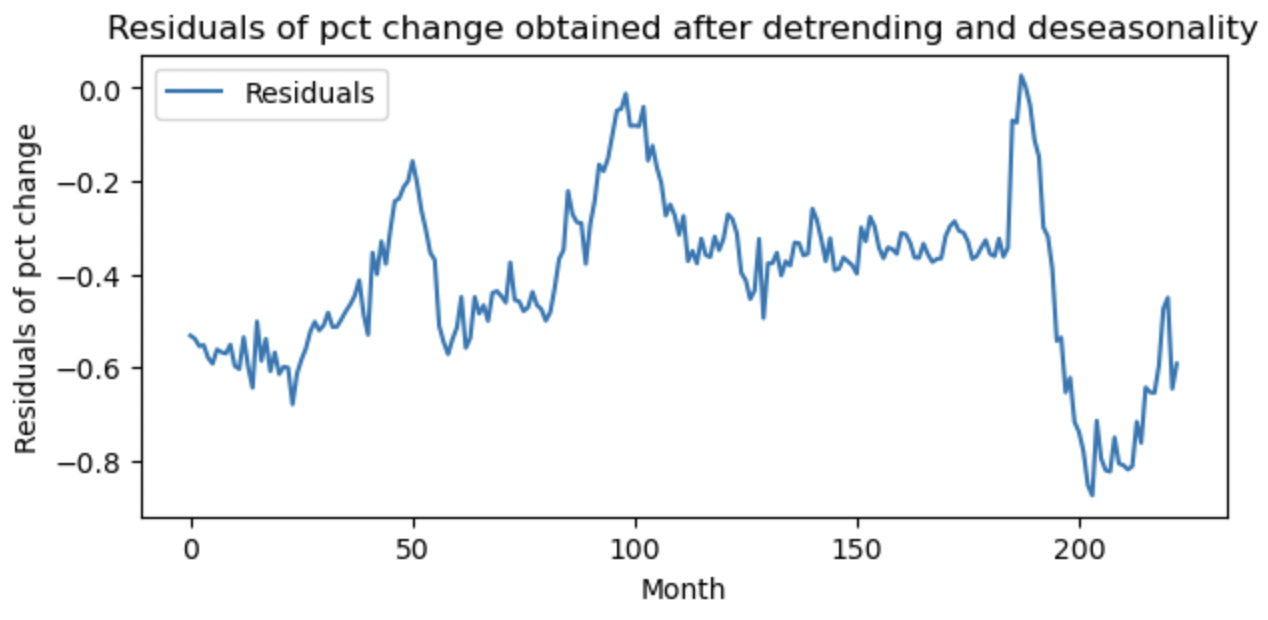 Residuals of pct change obtained after detrending and deseasonality
Residuals
Residuals of pct change
0.0
−0.2
−0.4
−0.6
−0.8
0 50 100 150 200
Month